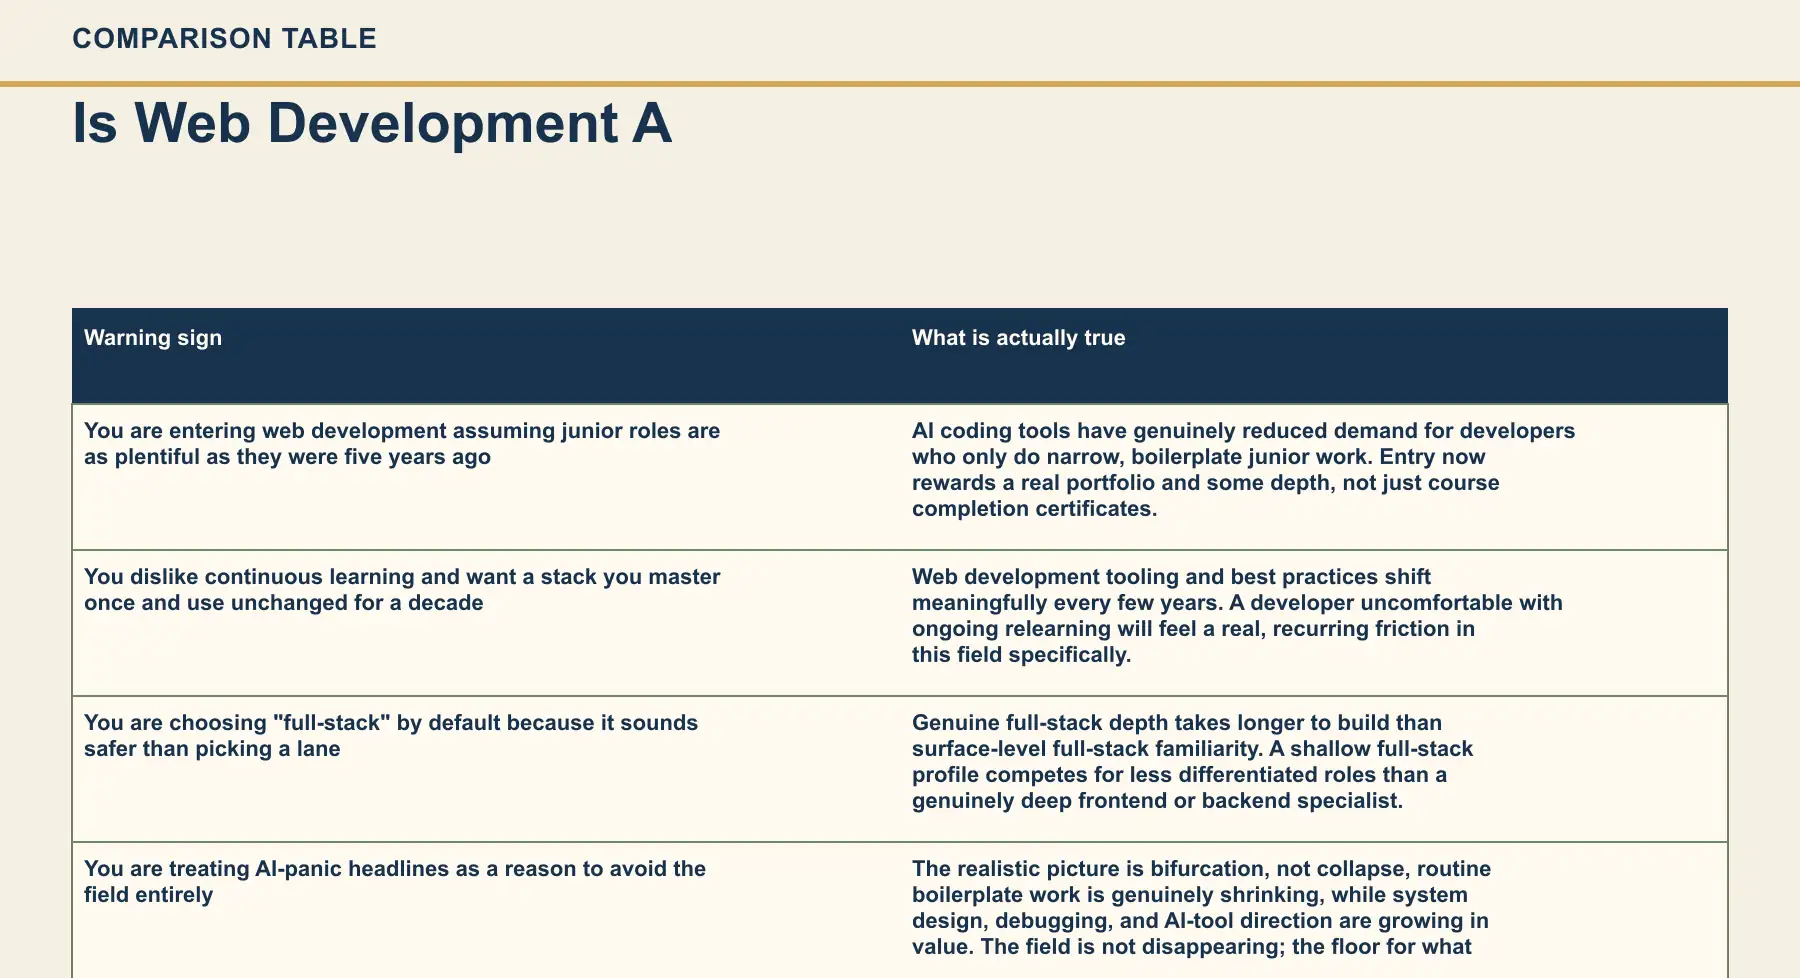 COMPARISON TABLE
Is Web Development A
Warning sign
What is actually true
You are entering web development assuming junior roles are
as plentiful as they were five years ago
AI coding tools have genuinely reduced demand for developers
who only do narrow, boilerplate junior work. Entry now
rewards a real portfolio and some depth, not just course
completion certificates.
You dislike continuous learning and want a stack you master
once and use unchanged for a decade
Web development tooling and best practices shift
meaningfully every few years. A developer uncomfortable with
ongoing relearning will feel a real, recurring friction in
this field specifically.
You are choosing "full-stack" by default because it sounds
safer than picking a lane
Genuine full-stack depth takes longer to build than
surface-level full-stack familiarity. A shallow full-stack
profile competes for less differentiated roles than a
genuinely deep frontend or backend specialist.
You are treating AI-panic headlines as a reason to avoid the
field entirely
The realistic picture is bifurcation, not collapse, routine
boilerplate work is genuinely shrinking, while system
design, debugging, and AI-tool direction are growing in
value. The field is not disappearing; the floor for what